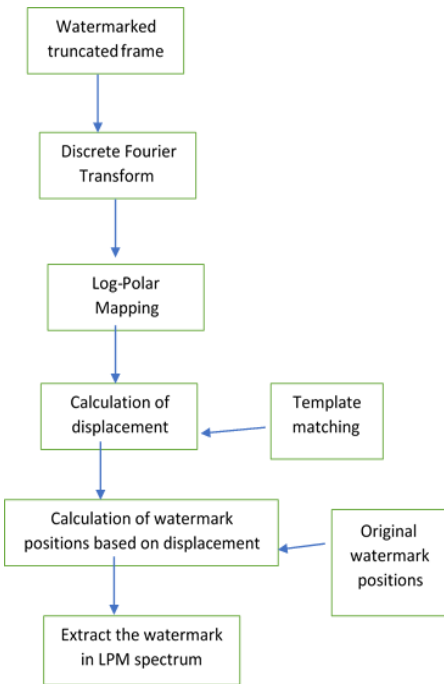 Watermarked
truncated frame
Discrete Fourier
Transform
Log-Polar
Mapping
Calculation of
displacement
Template
matching
Calculation of watermark
positions based on displacement
Original
watermark
positions
Extract the watermark
in LPM spectrum